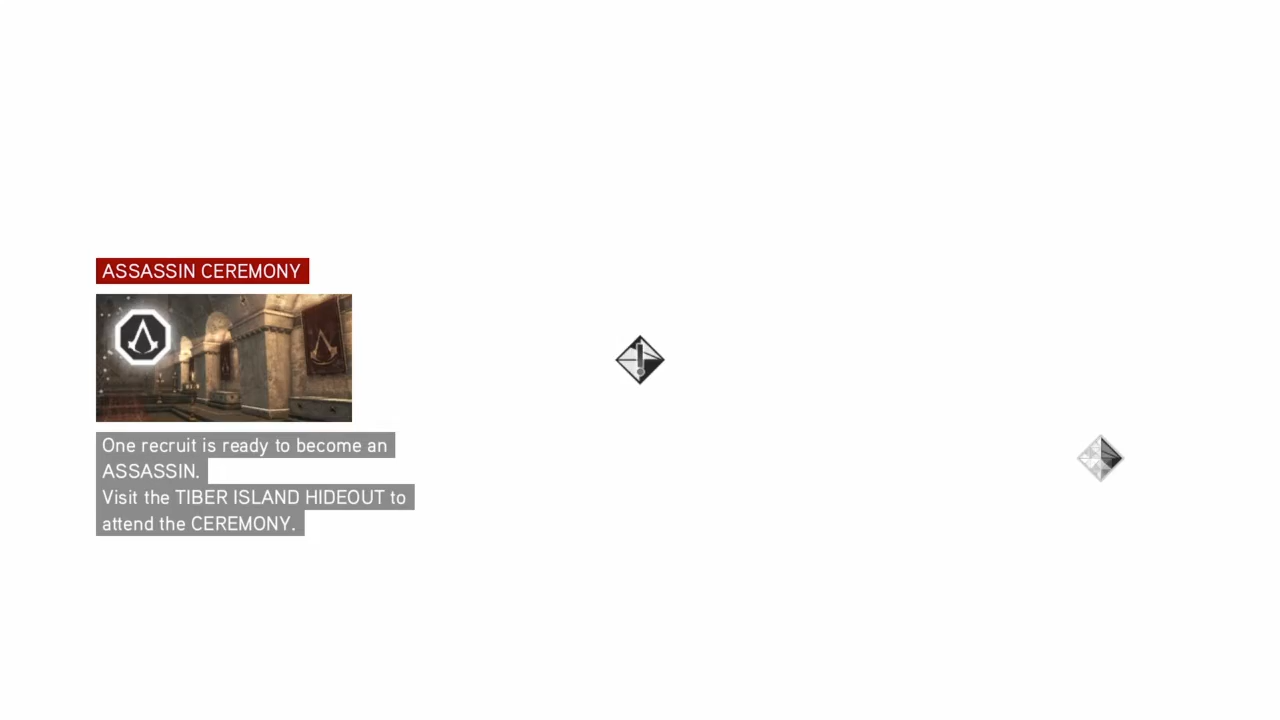 ASSASSIN CEREMONY
One recruit is ready to become an
ASSASSIN.
Visit the TIBER ISLAND HIDEOUT to
attend the CEREMONY.